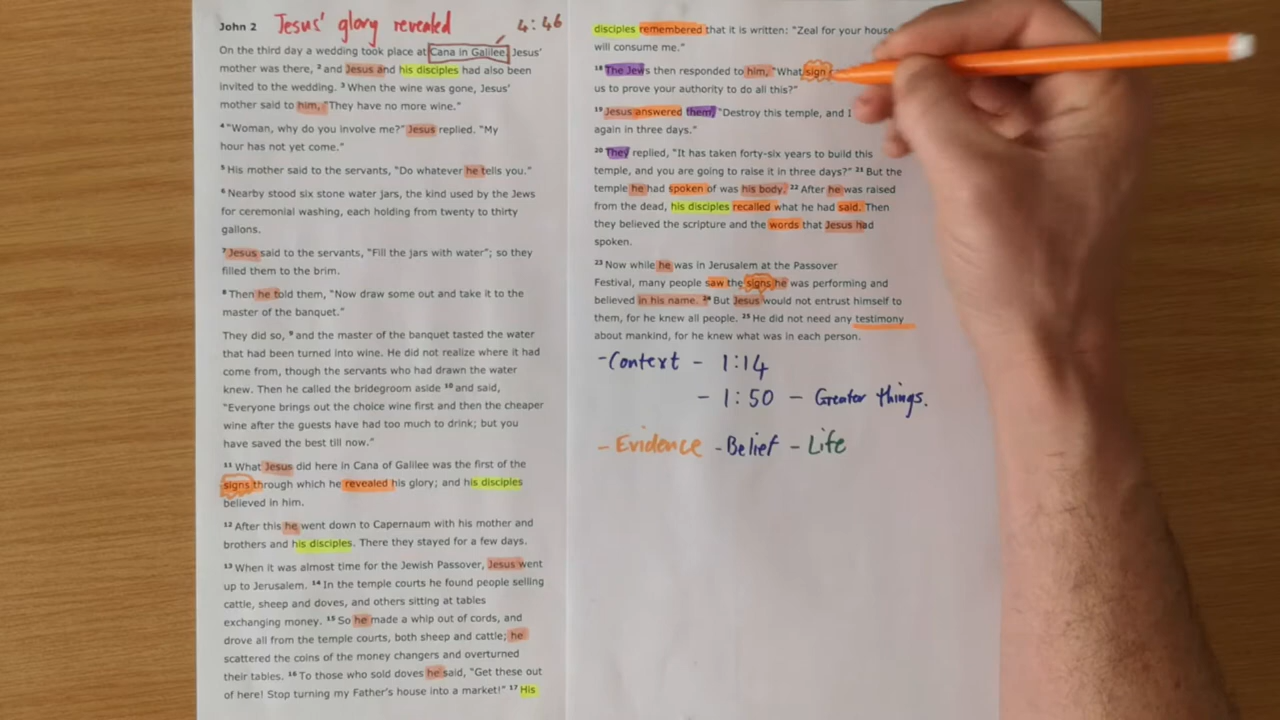 John 2 Jesus' glory revealed 4:46
On the third day a wedding took place at Cana in Galilee. Jesus'
mother was there, ² and Jesus and his disciples had also been
invited to the wedding. ³ When the wine was gone, Jesus'
mother said to him, "They have no more wine."
⁴ "Woman, why do you involve me?" Jesus replied. "My
hour has not yet come."
⁵ His mother said to the servants, "Do whatever he tells you."
⁶ Nearby stood six stone water jars, the kind used by the Jews
for ceremonial washing, each holding from twenty to thirty
gallons.
⁷ Jesus said to the servants, "Fill the jars with water"; so they
filled them to the brim.
⁸ Then he told them, "Now draw some out and take it to the
master of the banquet."
They did so, ⁹ and the master of the banquet tasted the water
that had been turned into wine. He did not realize where it had
come from, though the servants who had drawn the water
knew. Then he called the bridegroom aside ¹⁰ and said,
"Everyone brings out the choice wine first and then the cheaper
wine after the guests have had too much to drink; but you
have saved the best till now."
¹¹ What Jesus did here in Cana of Galilee was the first of the
signs through which he revealed his glory; and his disciples
believed in him.
¹² After this he went down to Capernaum with his mother and
brothers and his disciples. There they stayed for a few days.
¹³ When it was almost time for the Jewish Passover, Jesus went
up to Jerusalem. ¹⁴ In the temple courts he found people selling
cattle, sheep and doves, and others sitting at tables
exchanging money. ¹⁵ So he made a whip out of cords, and
drove all from the temple courts, both sheep and cattle; he
scattered the coins of the money changers and overturned
their tables. ¹⁶ To those who sold doves he said, "Get these out
of here! Stop turning my Father's house into a market!" ¹⁷ His
disciples remembered that it is written: "Zeal for your house
will consume me."
¹⁸ The Jews then responded to him, "What sign
us to prove your authority to do all this?"
¹⁹ Jesus answered them, "Destroy this temple, and I
again in three days."
²⁰ They replied, "It has taken forty-six years to build this
temple, and you are going to raise it in three days?" ²¹ But the
temple he had spoken of was his body. ²² After he was raised
from the dead, his disciples recalled what he had said. Then
they believed the scripture and the words that Jesus had
spoken.
²³ Now while he was in Jerusalem at the Passover
Festival, many people saw the signs he was performing and
believed in his name. ²⁴ But Jesus would not entrust himself to
them, for he knew all people. ²⁵ He did not need any testimony
about mankind, for he knew what was in each person.
- Context - 1:14
- 1:50 - Greater things.
- Evidence - Belief - Life